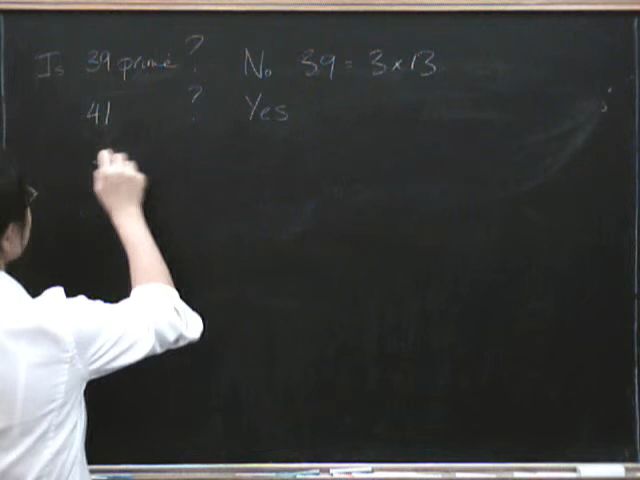 Is 39 prime ? No 39 = 3 x 13
41 ? Yes